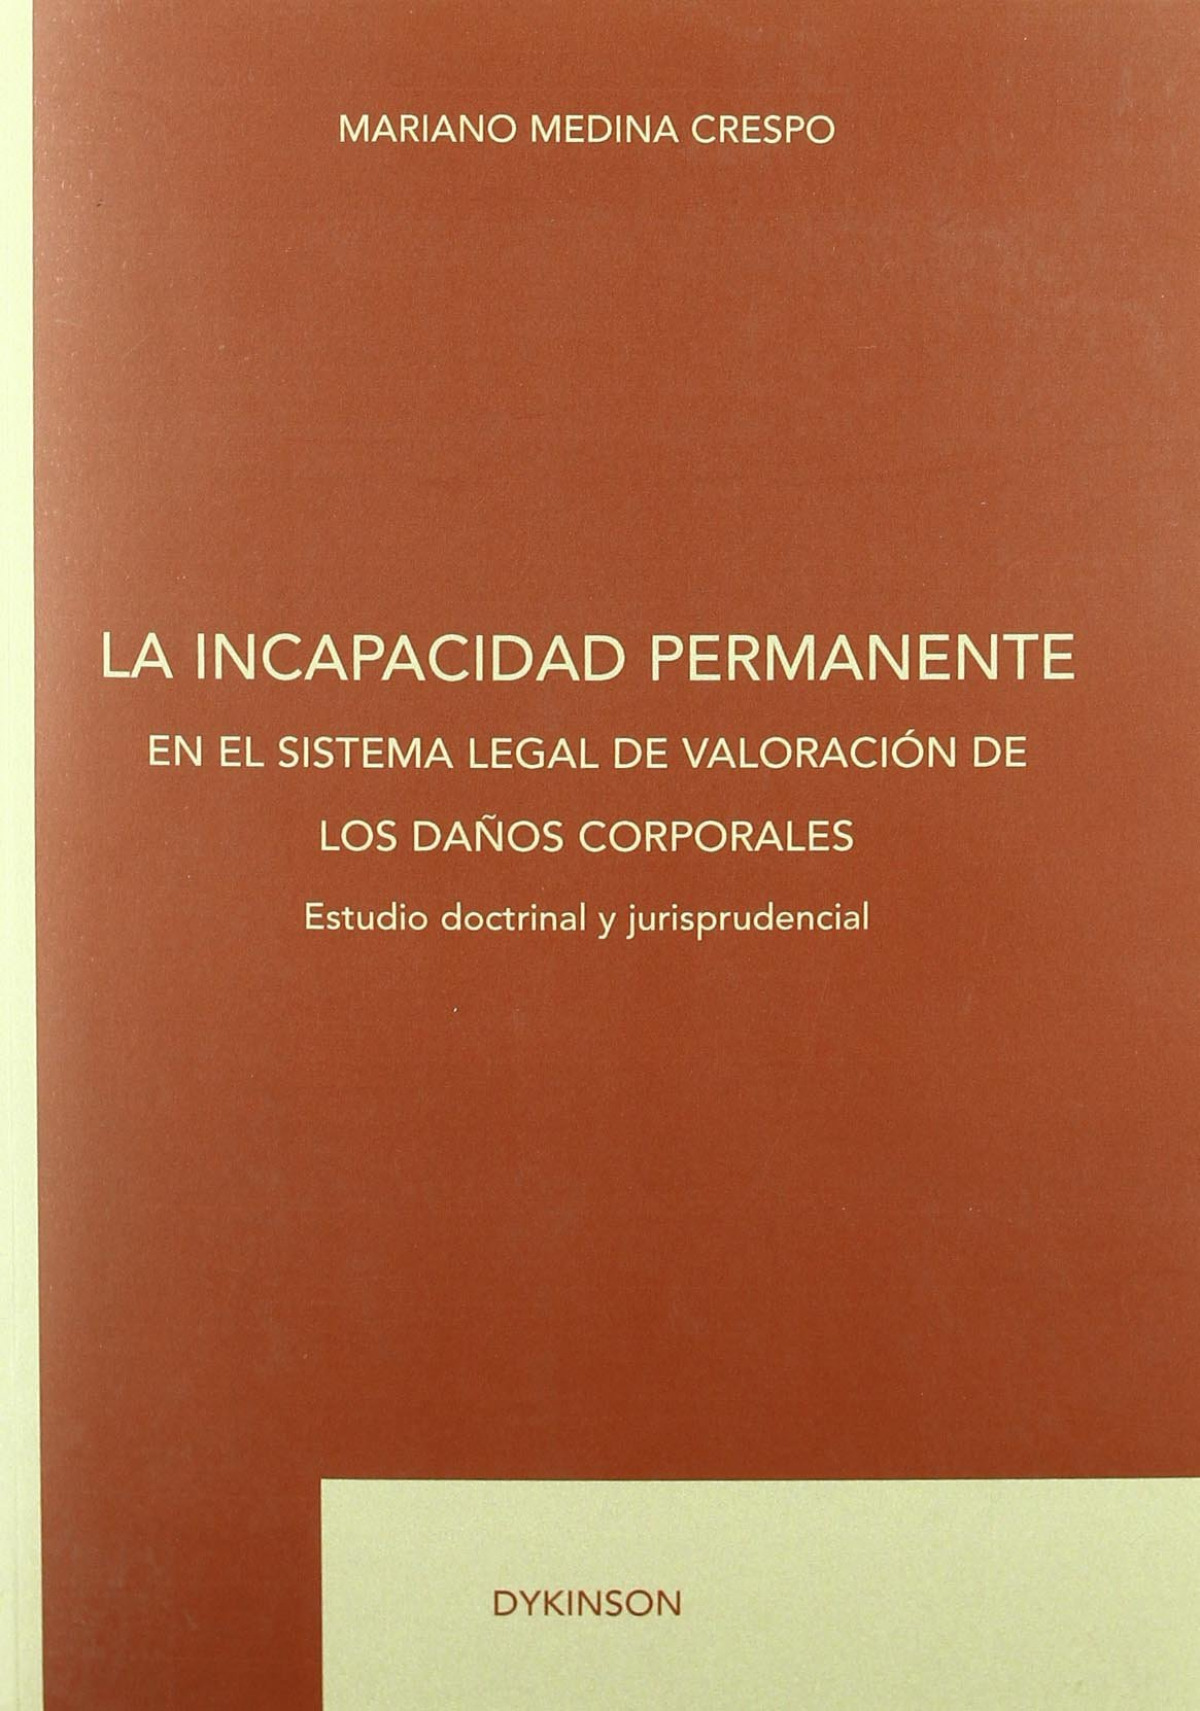 MARIANO MEDINA CRESPO
LA INCAPACIDAD PERMANENTE
EN EL SISTEMA LEGAL DE VALORACIÓN DE
LOS DAÑOS CORPORALES
Estudio doctrinal y jurisprudencial
DYKINSON